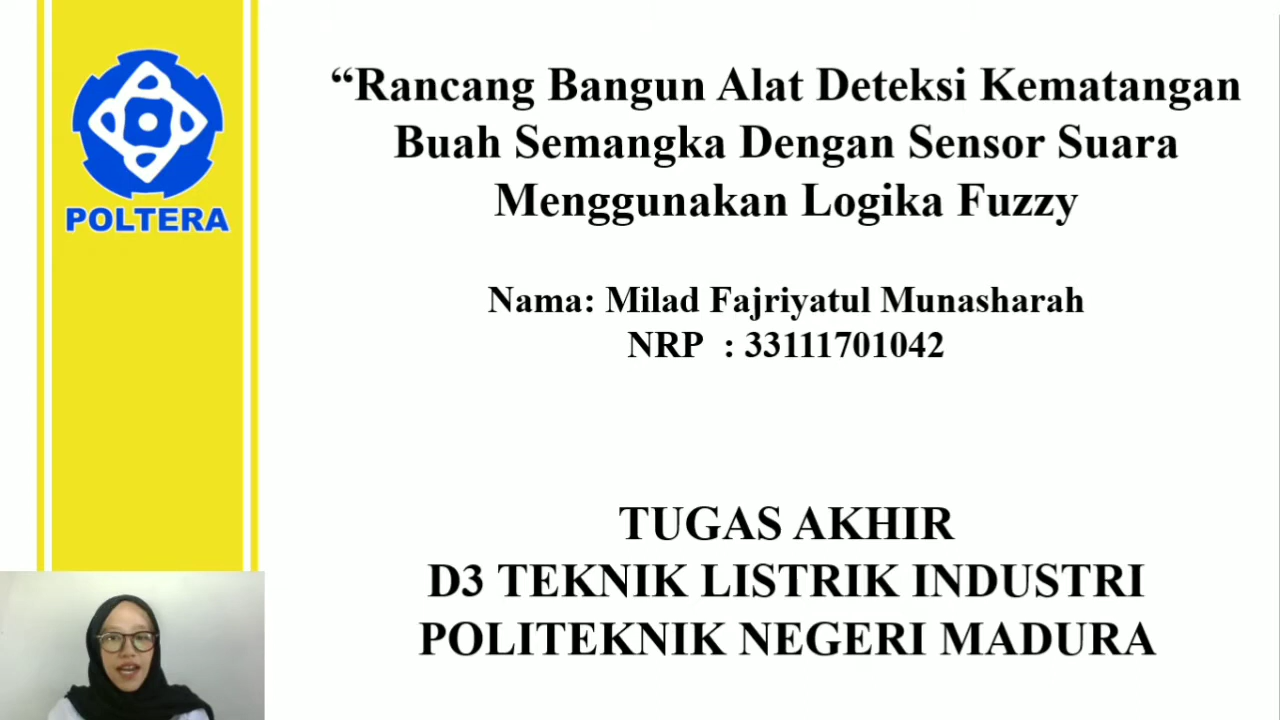 POLTERA
“Rancang Bangun Alat Deteksi Kematangan
Buah Semangka Dengan Sensor Suara
Menggunakan Logika Fuzzy
Nama: Milad Fajriyatul Munasharah
NRP : 33111701042
TUGAS AKHIR
D3 TEKNIK LISTRIK INDUSTRI
POLITEKNIK NEGERI MADURA